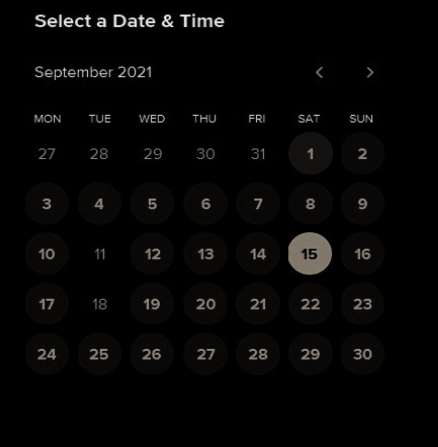 Select a Date & Time
September 2021
MON TUE WED THU FRI SAT SUN
27 28 29 30 31 1 2
3 4 5 6 7 8 9
10 11 12 13 14 15 16
17 18 19 20 21 22 23
24 25 26 27 28 29 30